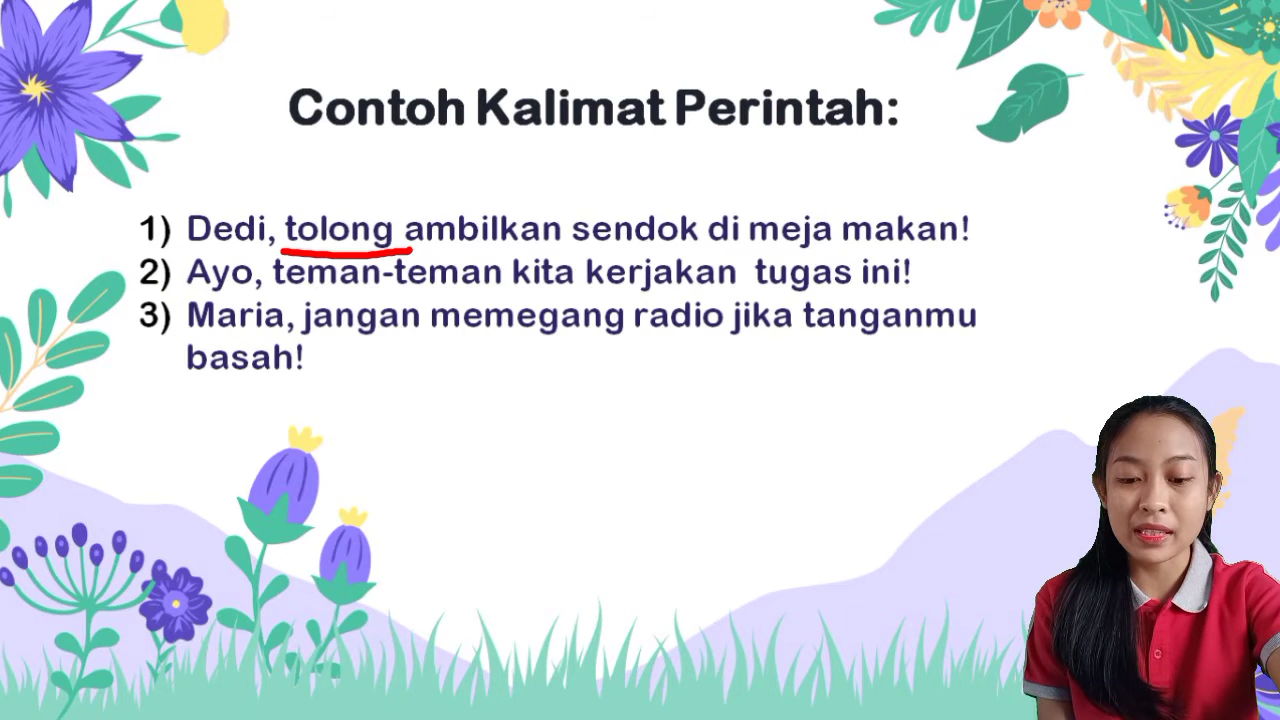 Contoh Kalimat Perintah:
1) Dedi, tolong ambilkan sendok di meja makan!
2) Ayo, teman-teman kita kerjakan tugas ini!
3) Maria, jangan memegang radio jika tanganmu
basah!